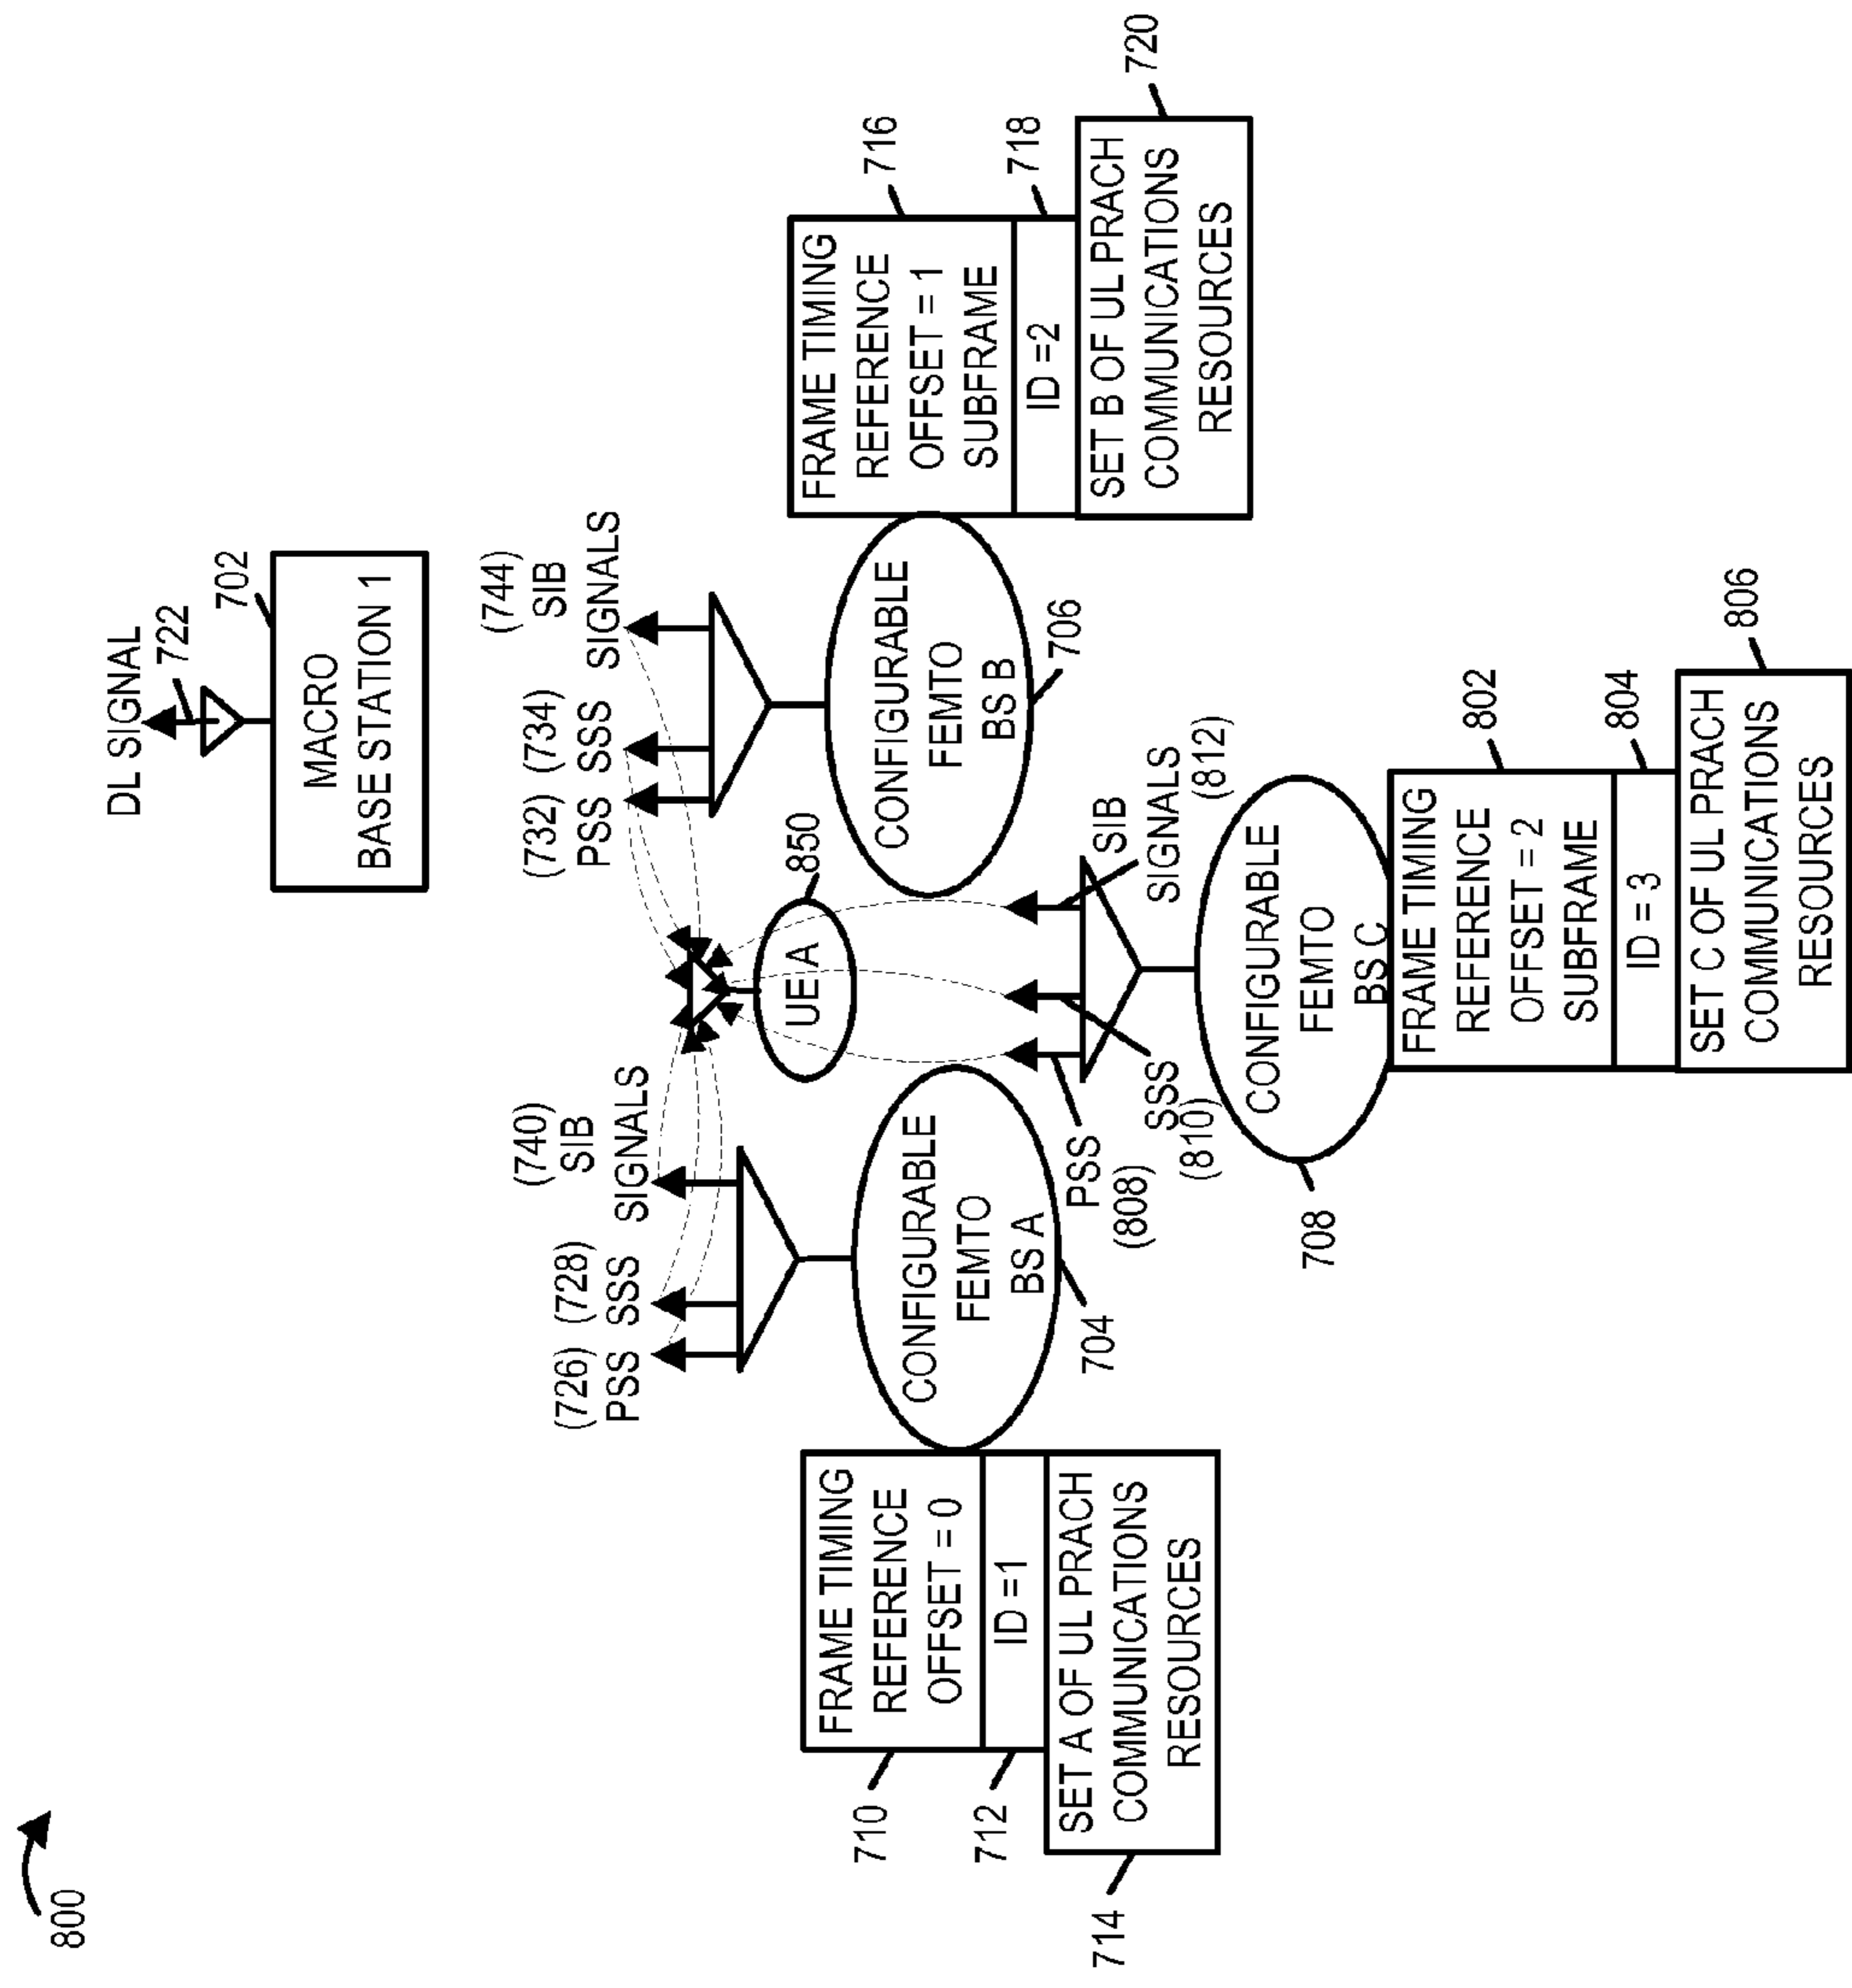 800
DL SIGNAL
722
702
MACRO
BASE STATION 1
(744)
SIB
SIGNALS
(732) (734)
PSS SSS
(740)
SIB
SIGNALS
(726) (728)
PSS SSS
850
UE A
CONFIGURABLE
FEMTO
BS A
704
CONFIGURABLE
FEMTO
BS B
706
710
FRAME TIMING
REFERENCE
OFFSET = 0
712
ID =1
714
SET A OF UL PRACH
COMMUNICATIONS
RESOURCES
716
FRAME TIMING
REFERENCE
OFFSET = 1
SUBFRAME
718
ID =2
720
SET B OF UL PRACH
COMMUNICATIONS
RESOURCES
PSS
(808)
SSS
(810)
SIB
SIGNALS
(812)
708
CONFIGURABLE
FEMTO
BS C
FRAME TIMING
REFERENCE
OFFSET = 2
SUBFRAME
802
ID = 3
804
SET C OF UL PRACH
COMMUNICATIONS
RESOURCES
806